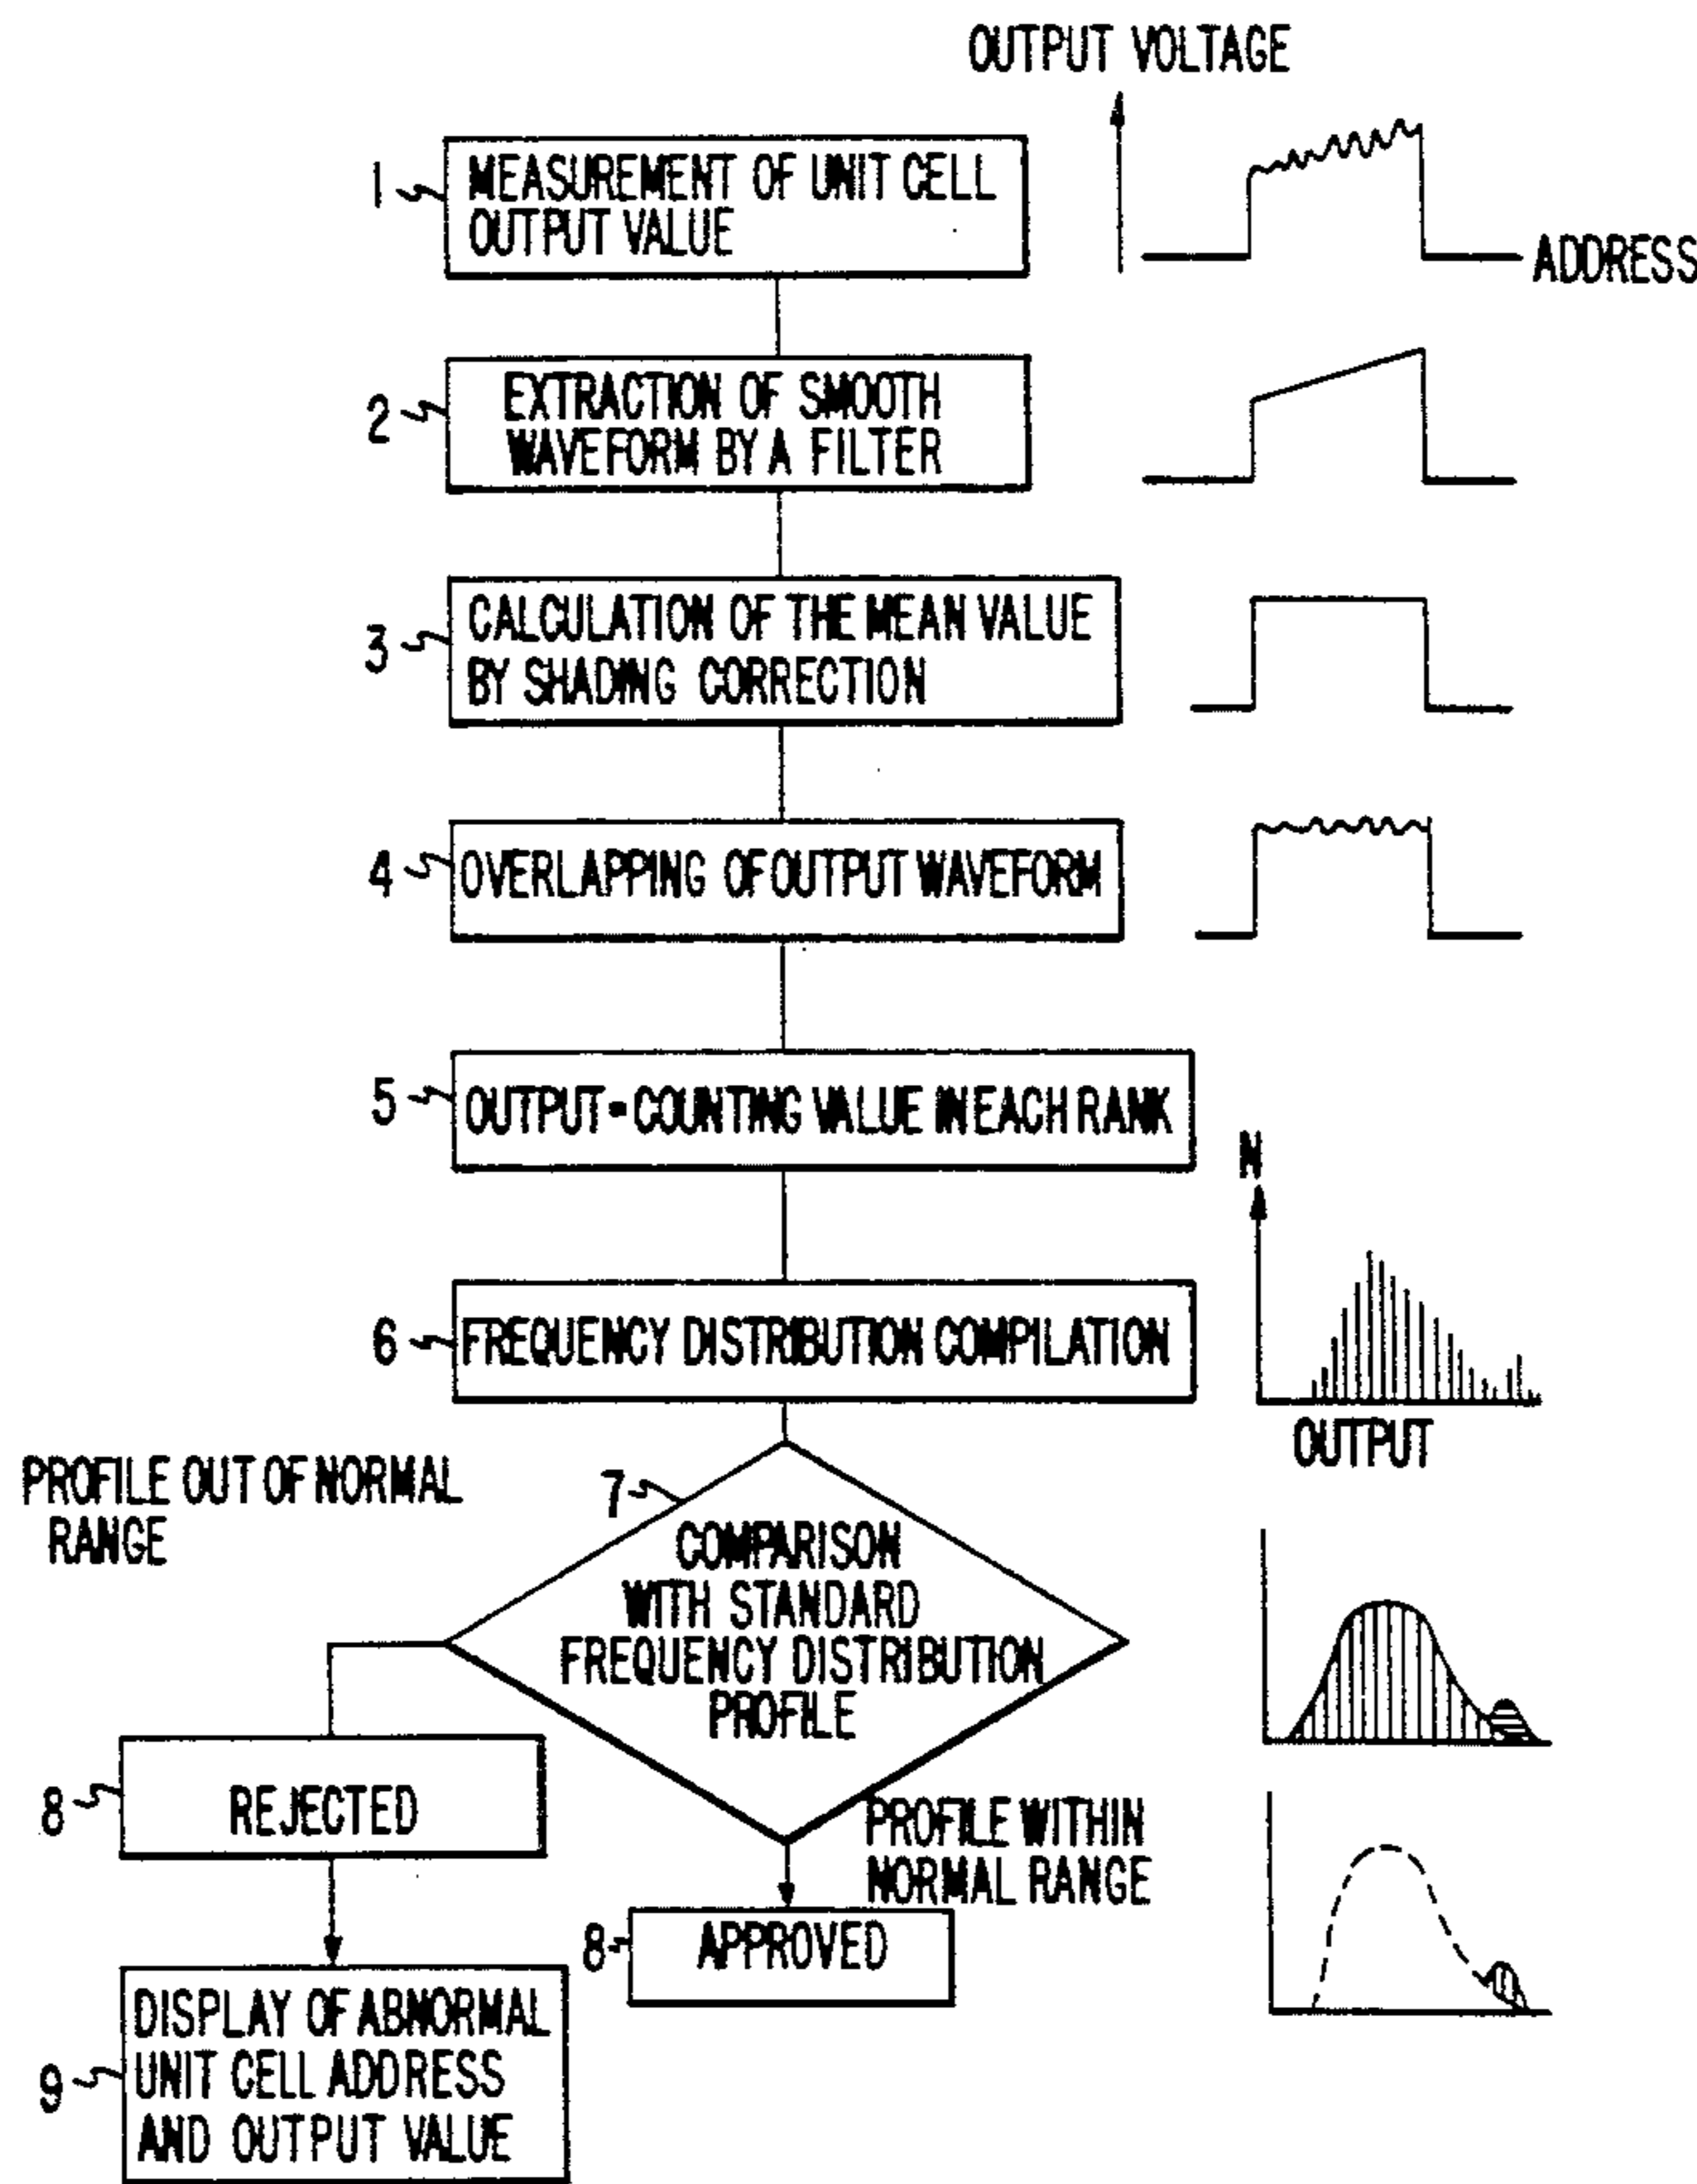 OUTPUT VOLTAGE
1
MEASUREMENT OF UNIT CELL
OUTPUT VALUE
ADDRESS
2
EXTRACTION OF SMOOTH
WAVEFORM BY A FILTER
3
CALCULATION OF THE MEAN VALUE
BY SHADING CORRECTION
4
OVERLAPPING OF OUTPUT WAVEFORM
5
OUTPUT-COUNTING VALUE IN EACH RANK
N
6
FREQUENCY DISTRIBUTION COMPILATION
OUTPUT
PROFILE OUT OF NORMAL
RANGE
7
COMPARISON
WITH STANDARD
FREQUENCY DISTRIBUTION
PROFILE
8
REJECTED
PROFILE WITHIN
NORMAL RANGE
8
APPROVED
9
DISPLAY OF ABNORMAL
UNIT CELL ADDRESS
AND OUTPUT VALUE